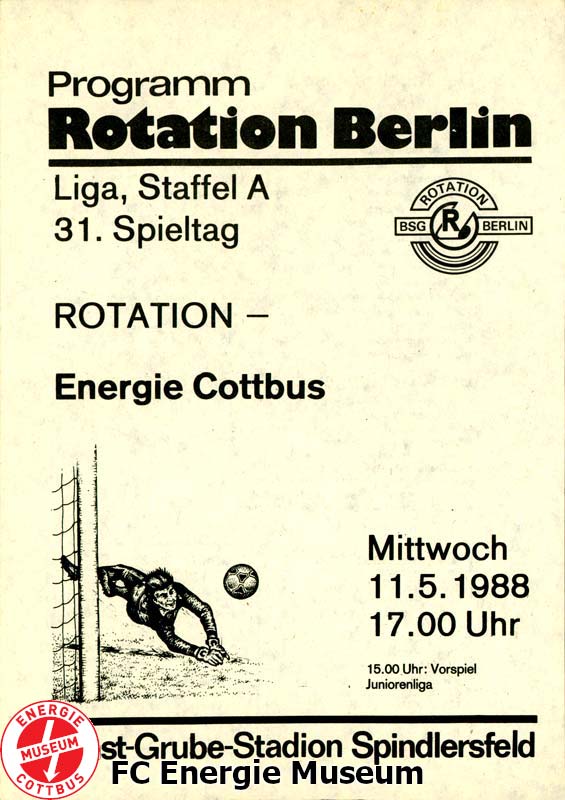 Programm
Rotation Berlin
Liga, Staffel A
31. Spieltag
ROTATION
BSG R BERLIN
ROTATION –
Energie Cottbus
Mittwoch
11.5.1988
17.00 Uhr
15.00 Uhr: Vorspiel
Juniorenliga
st-Grube-Stadion Spindlersfeld
ENERGIE
MUSEUM
COTTBUS
FC Energie Museum